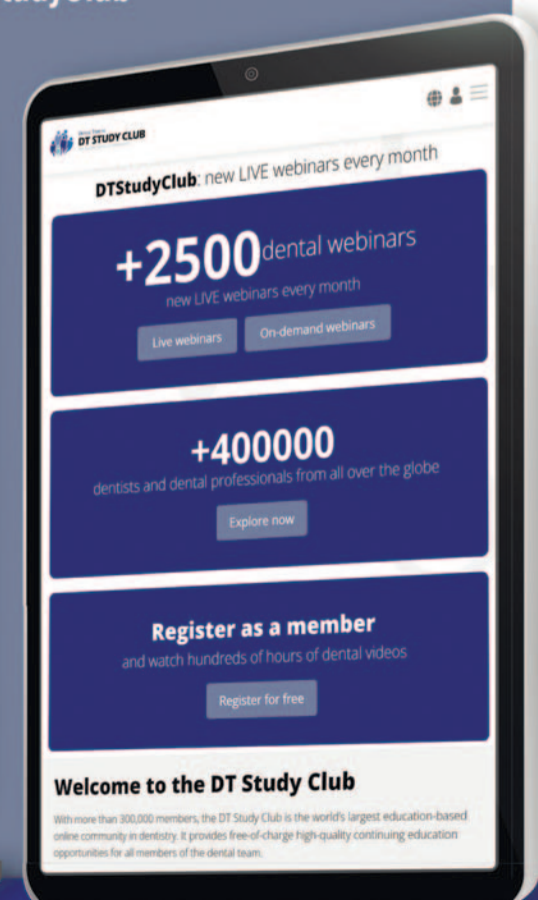 DT STUDY CLUB
DTStudyClub: new LIVE webinars every month
+2500 dental webinars
new LIVE webinars every month
Live webinars
On-demand webinars
+400000
dentists and dental professionals from all over the globe
Explore now
Register as a member
and watch hundreds of hours of dental videos
Register for free
Welcome to the DT Study Club
With more than 300,000 members, the DT Study Club is the world's largest education-based
online community in dentistry. It provides free-of-charge high-quality continuing education
opportunities for all members of the dental team.